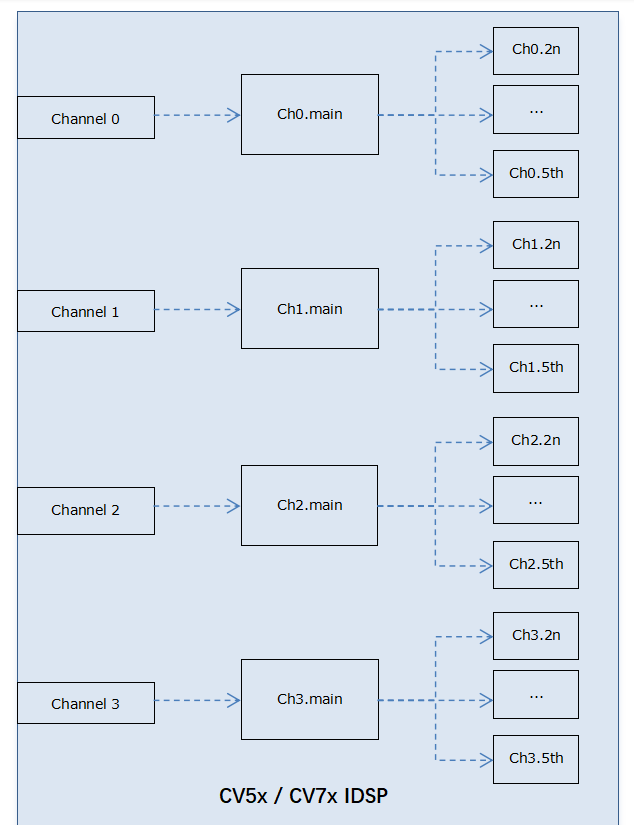 Ch0.2n
Channel 0
Ch0.main
...
Ch0.5th
Ch1.2n
Channel 1
Ch1.main
...
Ch1.5th
Ch2.2n
Channel 2
Ch2.main
...
Ch2.5th
Ch3.2n
Channel 3
Ch3.main
...
Ch3.5th
CV5x / CV7x IDSP